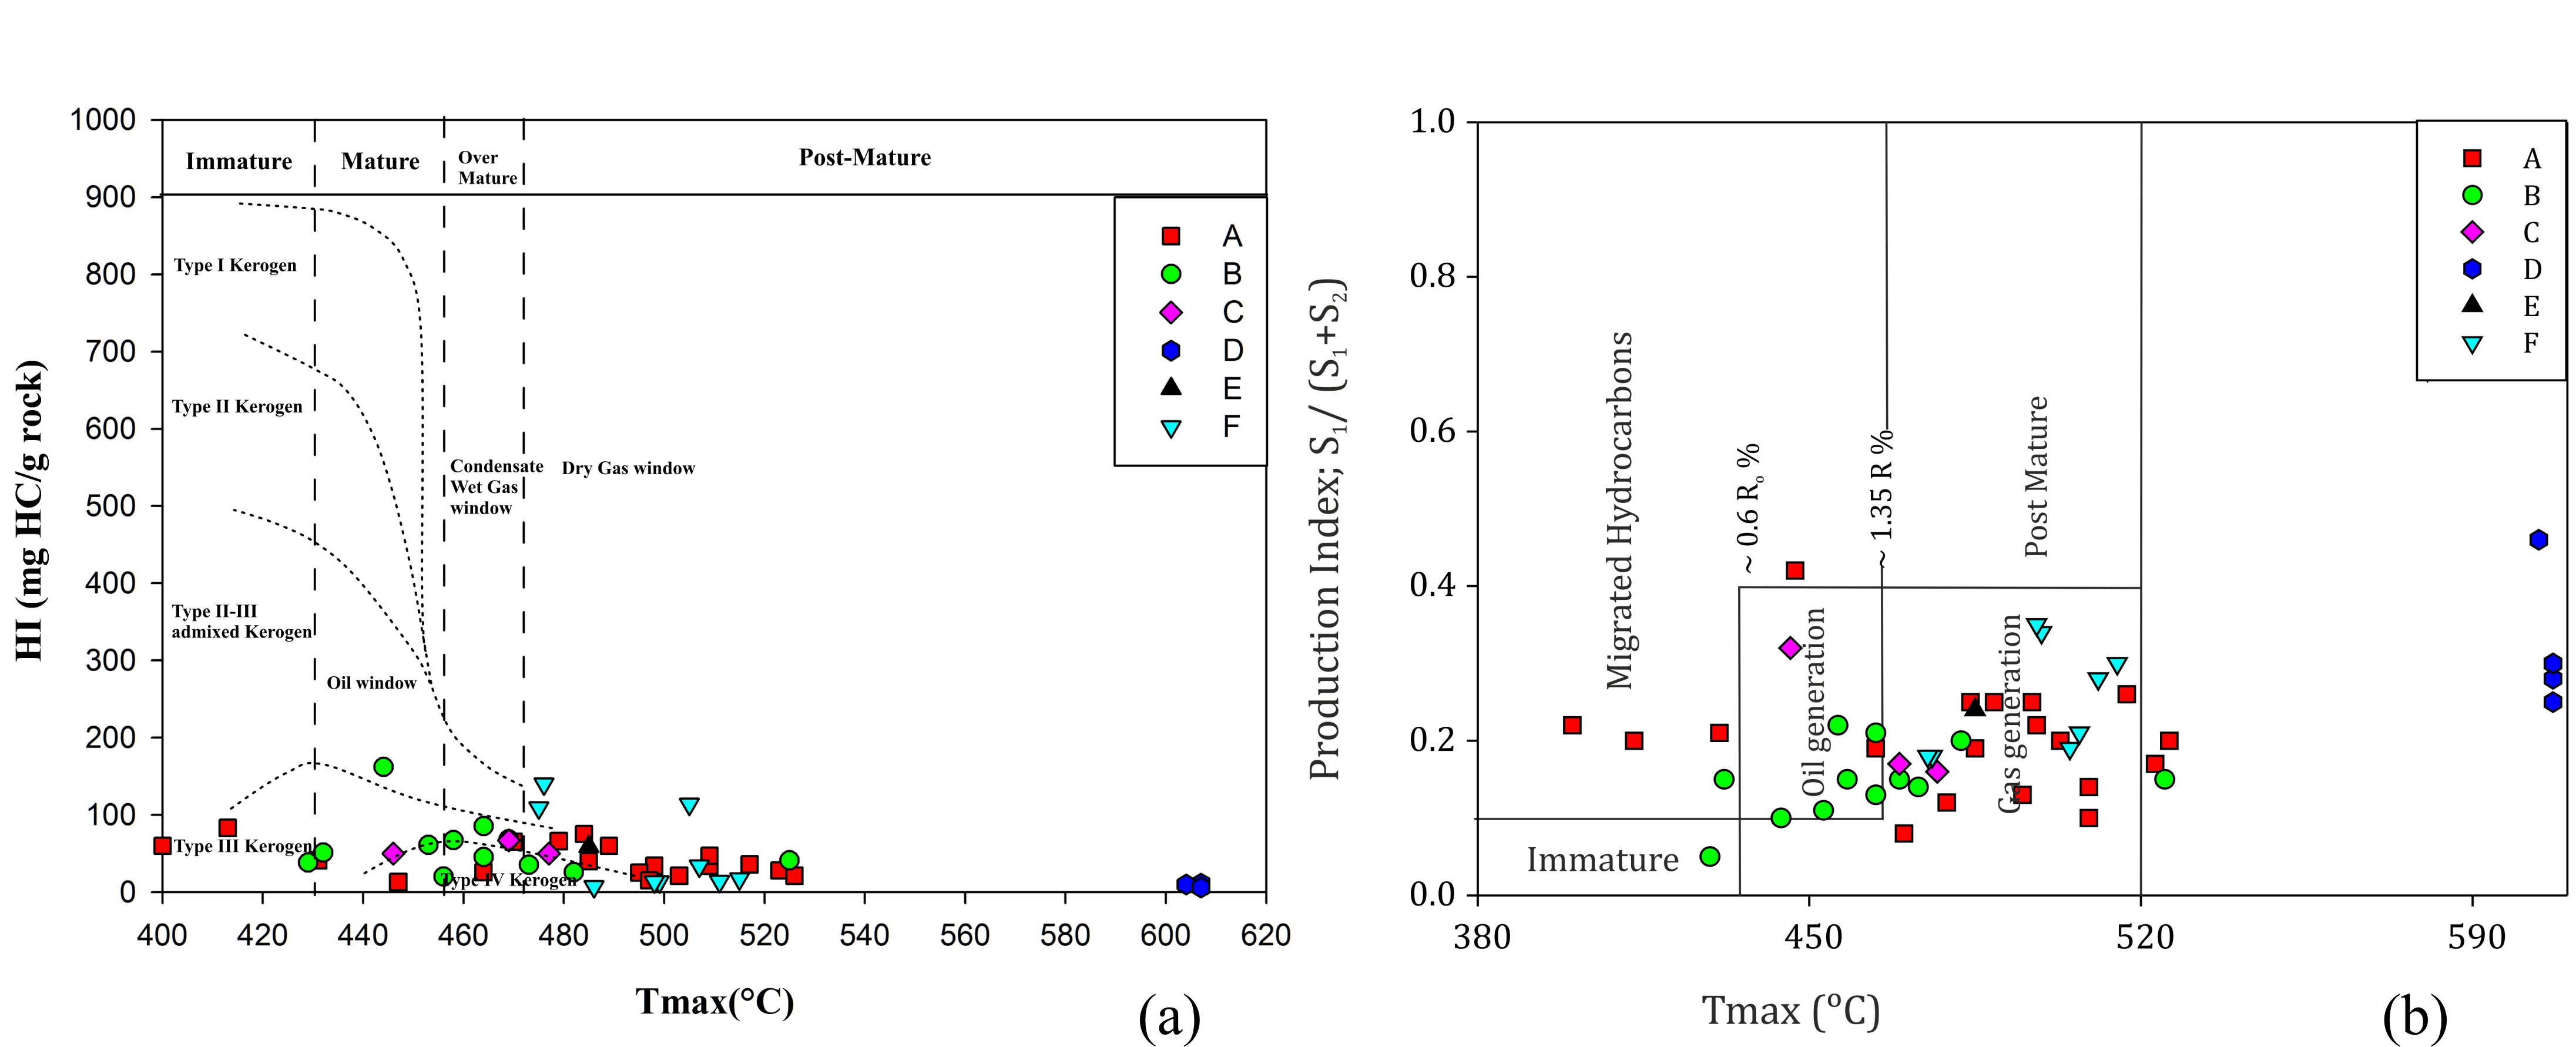 1000
900
800
700
600
500
400
300
200
100
0
HI (mg HC/g rock)
Immature
Mature
Over
Mature
Post-Mature
Type I Kerogen
Type II Kerogen
Type II-III
admixed Kerogen
Oil window
Condensate
Wet Gas
window
Dry Gas window
Type III Kerogen
Type IV Kerogen
A
B
C
D
E
F
400 420 440 460 480 500 520 540 560 580 600 620
Tmax(°C)
(a)
1.0
0.8
0.6
0.4
0.2
0.0
Production Index; S₁/ (S₁+S₂)
Migrated Hydrocarbons
~ 0.6 Rₒ %
~ 1.35 R %
Post Mature
Oil generation
Gas generation
Immature
A
B
C
D
E
F
380 450 520 590
Tmax (°C)
(b)